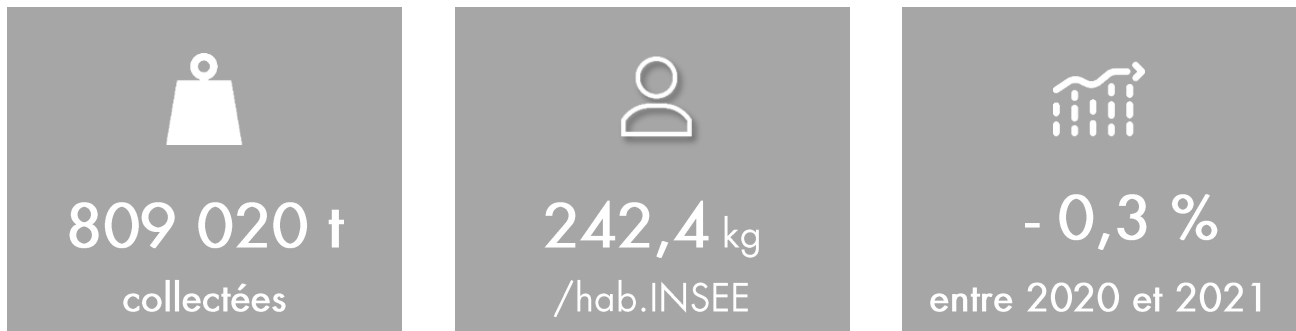 809 020 t
collectées
242,4 kg
/hab.INSEE
- 0,3 %
entre 2020 et 2021